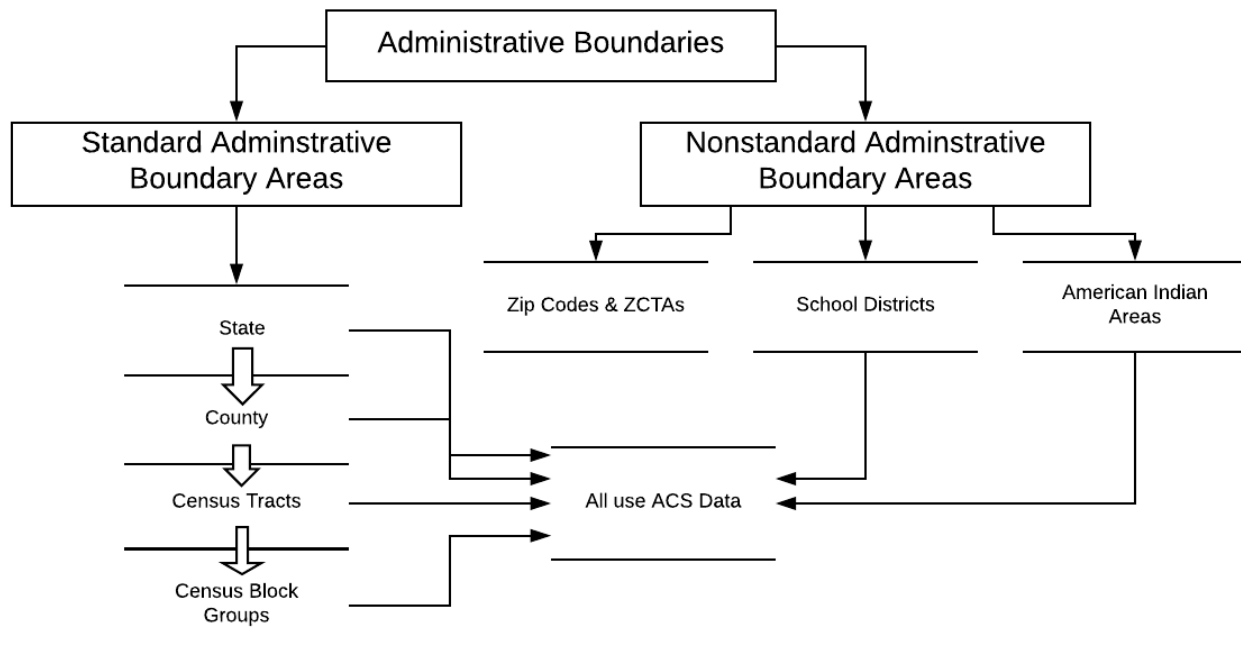 Administrative Boundaries
Standard Adminstrative
Boundary Areas
Nonstandard Adminstrative
Boundary Areas
Zip Codes & ZCTAs
School Districts
American Indian
Areas
State
County
Census Tracts
All use ACS Data
Census Block
Groups